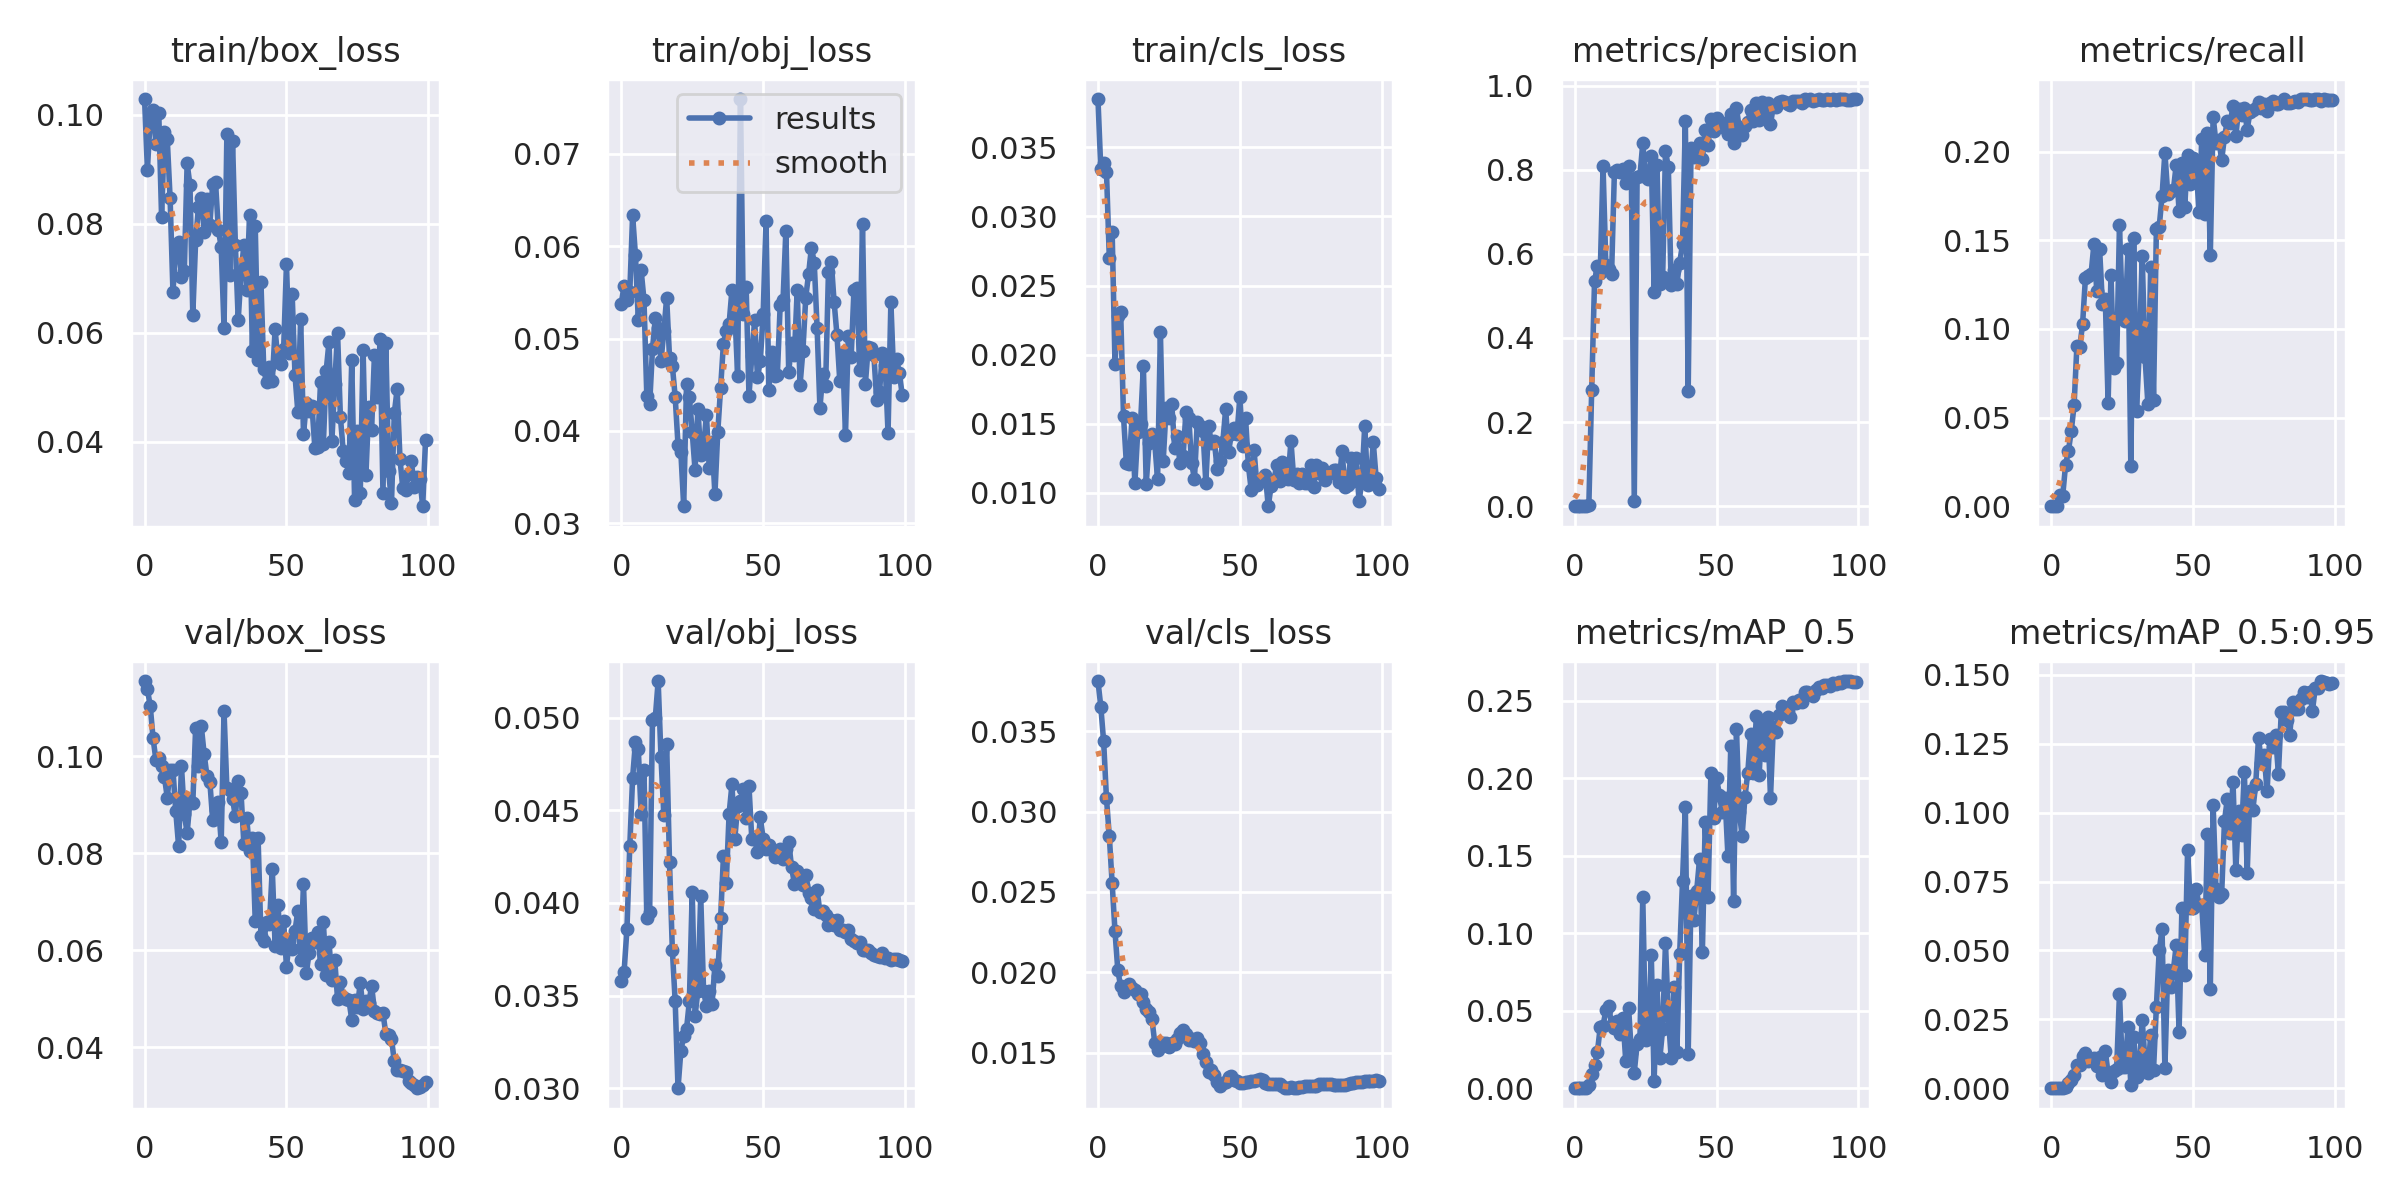 train/box_loss
train/obj_loss
train/cls_loss
metrics/precision
metrics/recall
0.10
0.08
0.06
0.04
0 50 100
results
smooth
0.07
0.06
0.05
0.04
0.03
0 50 100
0.035
0.030
0.025
0.020
0.015
0.010
0 50 100
1.0
0.8
0.6
0.4
0.2
0.0
0 50 100
0.20
0.15
0.10
0.05
0.00
0 50 100
val/box_loss
val/obj_loss
val/cls_loss
metrics/mAP_0.5
metrics/mAP_0.5:0.95
0.10
0.08
0.06
0.04
0 50 100
0.050
0.045
0.040
0.035
0.030
0 50 100
0.035
0.030
0.025
0.020
0.015
0 50 100
0.25
0.20
0.15
0.10
0.05
0.00
0 50 100
0.150
0.125
0.100
0.075
0.050
0.025
0.000
0 50 100